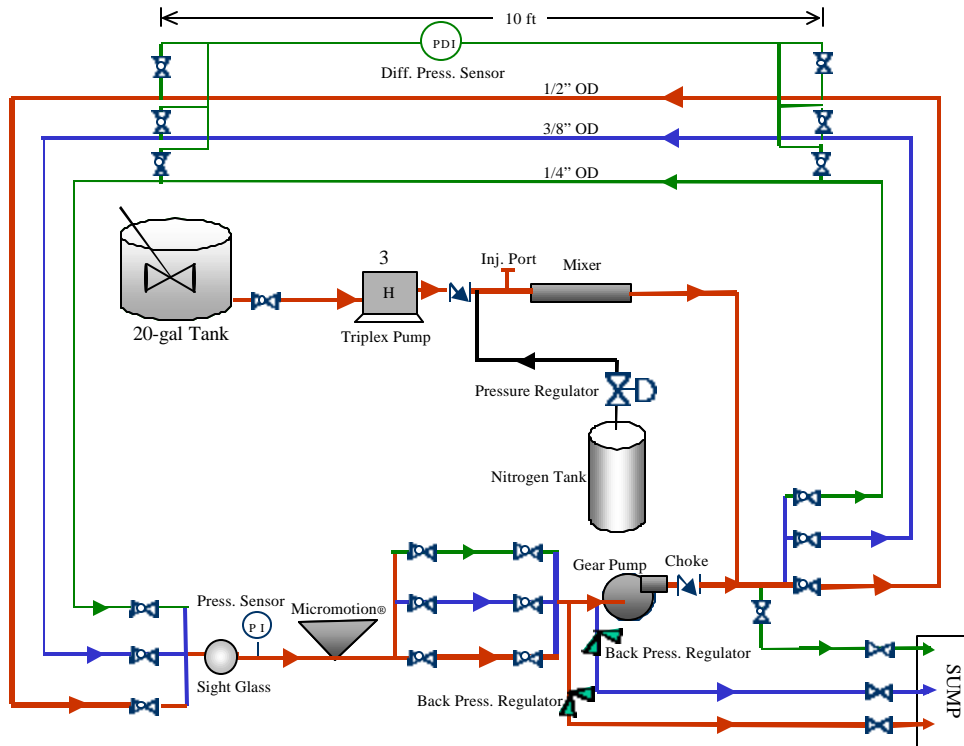 10 ft
PDI
Diff. Press. Sensor
1/2” OD
3/8” OD
1/4” OD
3
Inj. Port
Mixer
H
20-gal Tank
Triplex Pump
Pressure Regulator
Nitrogen Tank
Gear Pump
Choke
Press. Sensor
Micromotion®
P I
Back Press. Regulator
Sight Glass
Back Press. Regulator
SUMP